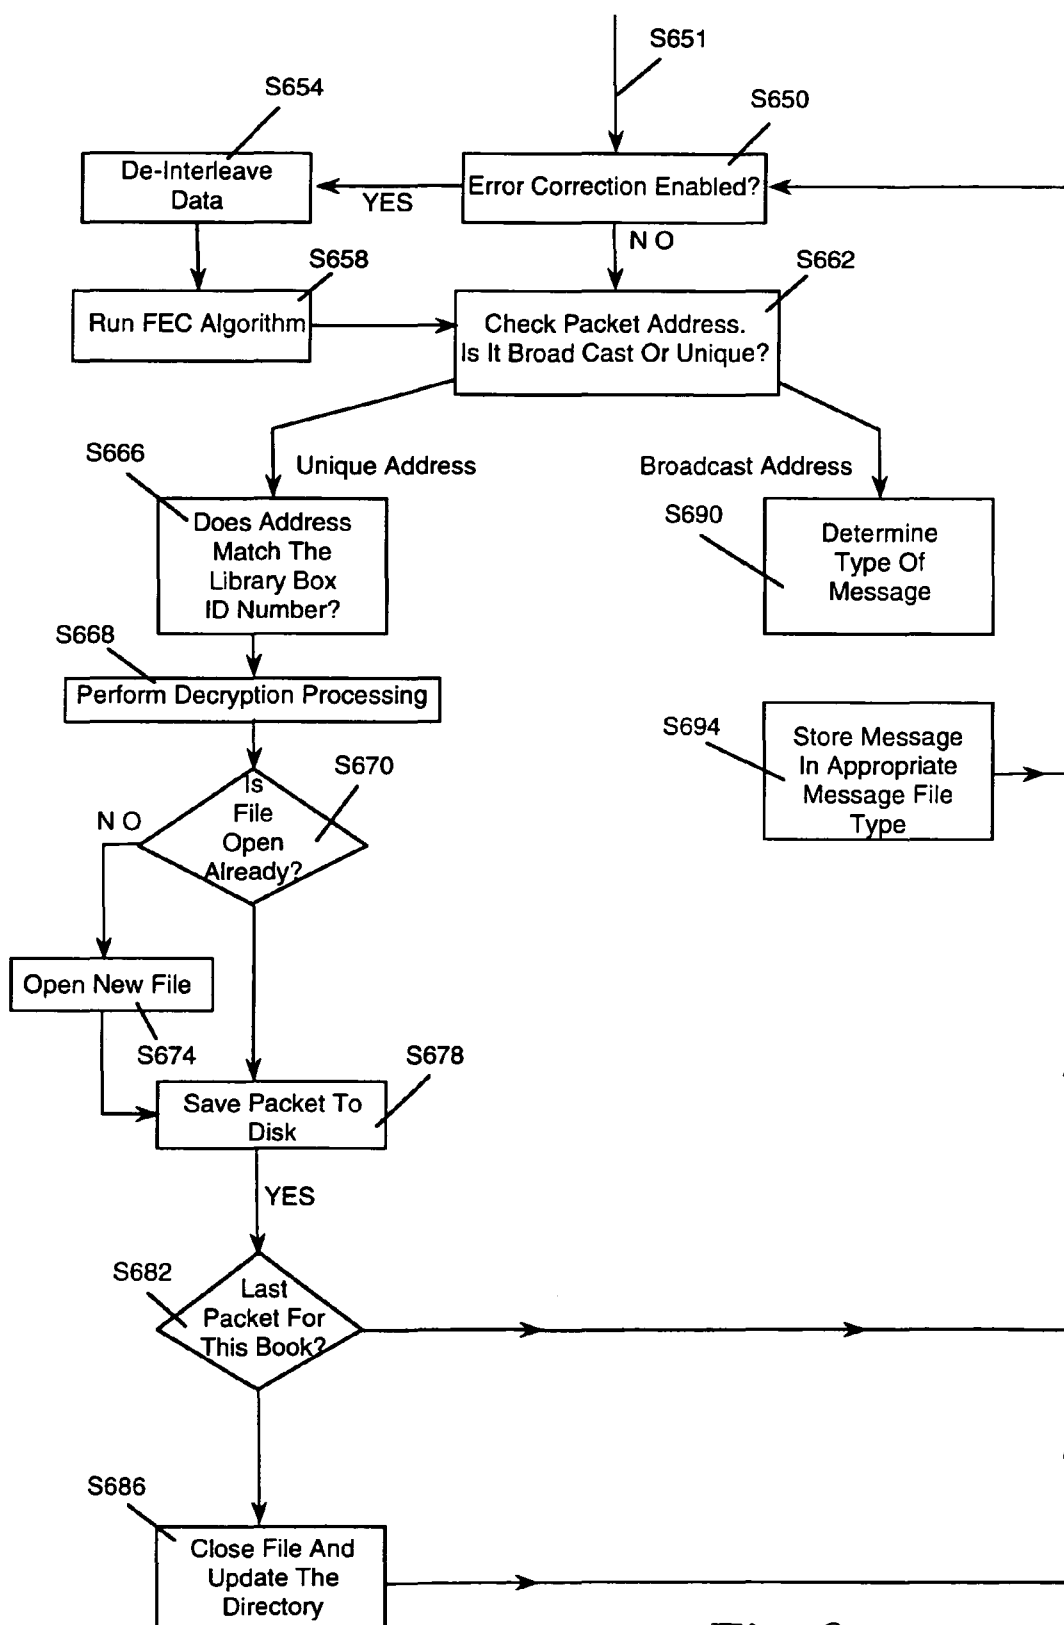 S651
S654
S650
De-Interleave
Data
YES
Error Correction Enabled?
N O
S658
S662
Run FEC Algorithm
Check Packet Address.
Is It Broad Cast Or Unique?
S666
Unique Address
Broadcast Address
S690
Does Address
Match The
Library Box
ID Number?
Determine
Type Of
Message
S668
Perform Decryption Processing
S694
Store Message
In Appropriate
Message File
Type
S670
Is
File
Open
Already?
N O
Open New File
S674
S678
Save Packet To
Disk
YES
S682
Last
Packet For
This Book?
S686
Close File And
Update The
Directory